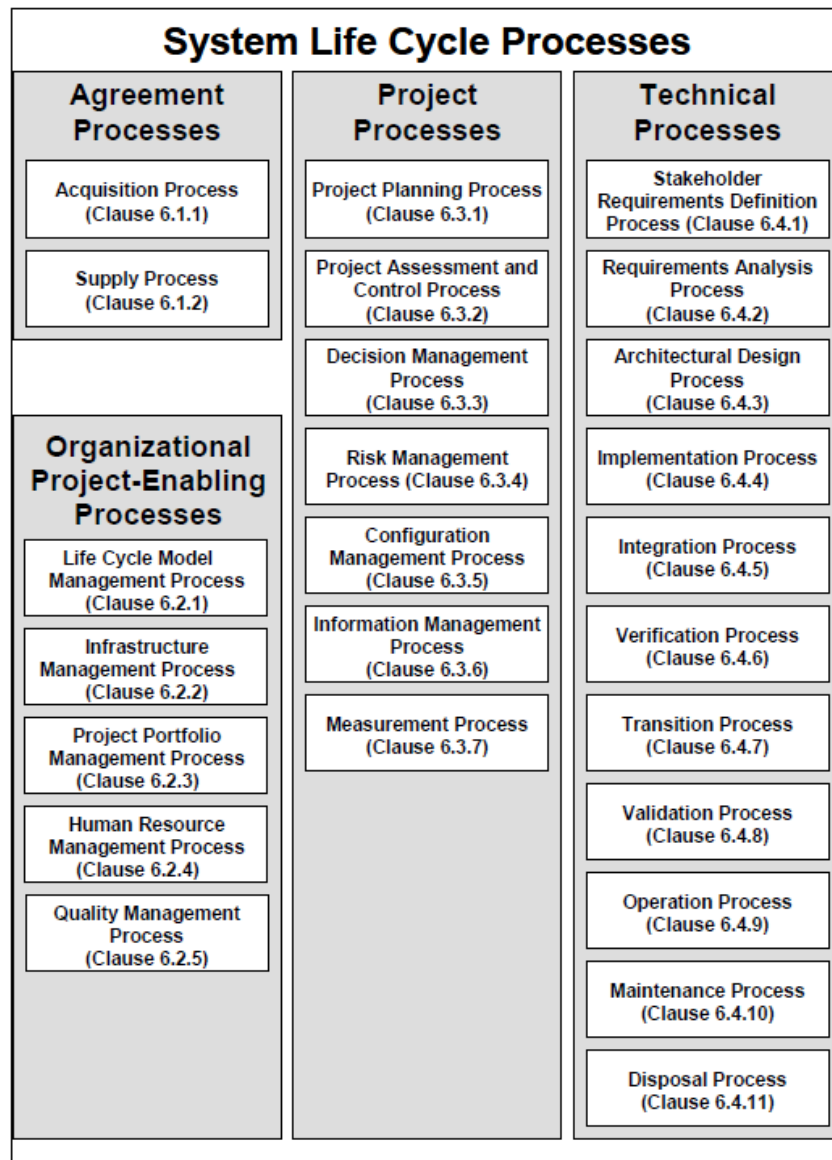 System Life Cycle Processes
Agreement
Processes
Acquisition Process
(Clause 6.1.1)
Supply Process
(Clause 6.1.2)
Organizational
Project-Enabling
Processes
Life Cycle Model
Management Process
(Clause 6.2.1)
Infrastructure
Management Process
(Clause 6.2.2)
Project Portfolio
Management Process
(Clause 6.2.3)
Human Resource
Management Process
(Clause 6.2.4)
Quality Management
Process
(Clause 6.2.5)
Project
Processes
Project Planning Process
(Clause 6.3.1)
Project Assessment and
Control Process
(Clause 6.3.2)
Decision Management
Process
(Clause 6.3.3)
Risk Management
Process (Clause 6.3.4)
Configuration
Management Process
(Clause 6.3.5)
Information Management
Process
(Clause 6.3.6)
Measurement Process
(Clause 6.3.7)
Technical
Processes
Stakeholder
Requirements Definition
Process (Clause 6.4.1)
Requirements Analysis
Process
(Clause 6.4.2)
Architectural Design
Process
(Clause 6.4.3)
Implementation Process
(Clause 6.4.4)
Integration Process
(Clause 6.4.5)
Verification Process
(Clause 6.4.6)
Transition Process
(Clause 6.4.7)
Validation Process
(Clause 6.4.8)
Operation Process
(Clause 6.4.9)
Maintenance Process
(Clause 6.4.10)
Disposal Process
(Clause 6.4.11)